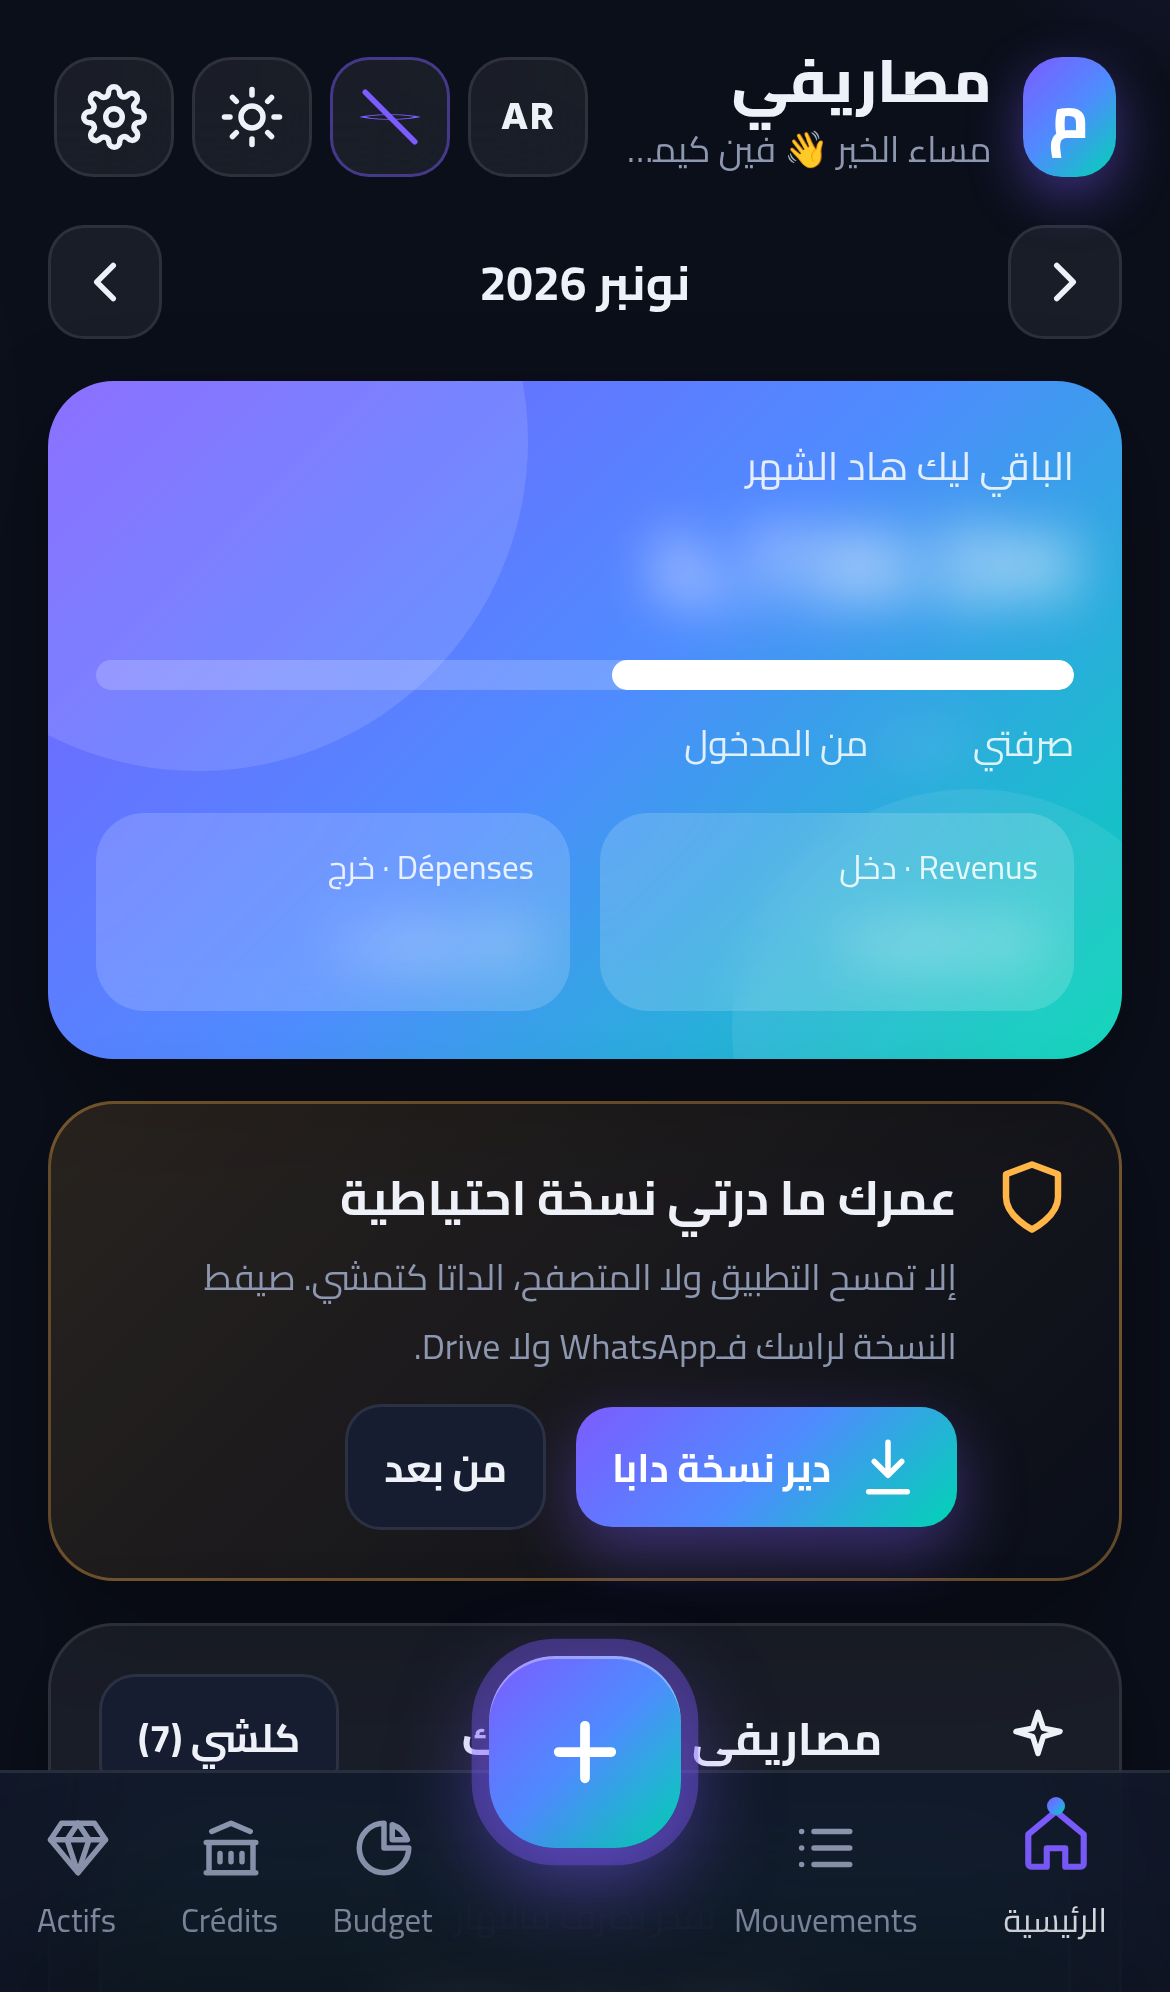 م
مصاريفي
مساء الخير 👋 فين كيمـ...
AR
نونبر 2026
الباقي ليك هاد الشهر
صرفتي من المدخول
Revenus · دخل
Dépenses · خرج
عمرك ما درتي نسخة احتياطية
إلا تمسح التطبيق ولا المتصفح، الداتا كتمشي. صيفط
النسخة لراسك فـWhatsApp ولا Drive.
دير نسخة دابا
من بعد
مصاريفي
كلشي (7)
الرئيسية
Mouvements
Budget
Crédits
Actifs